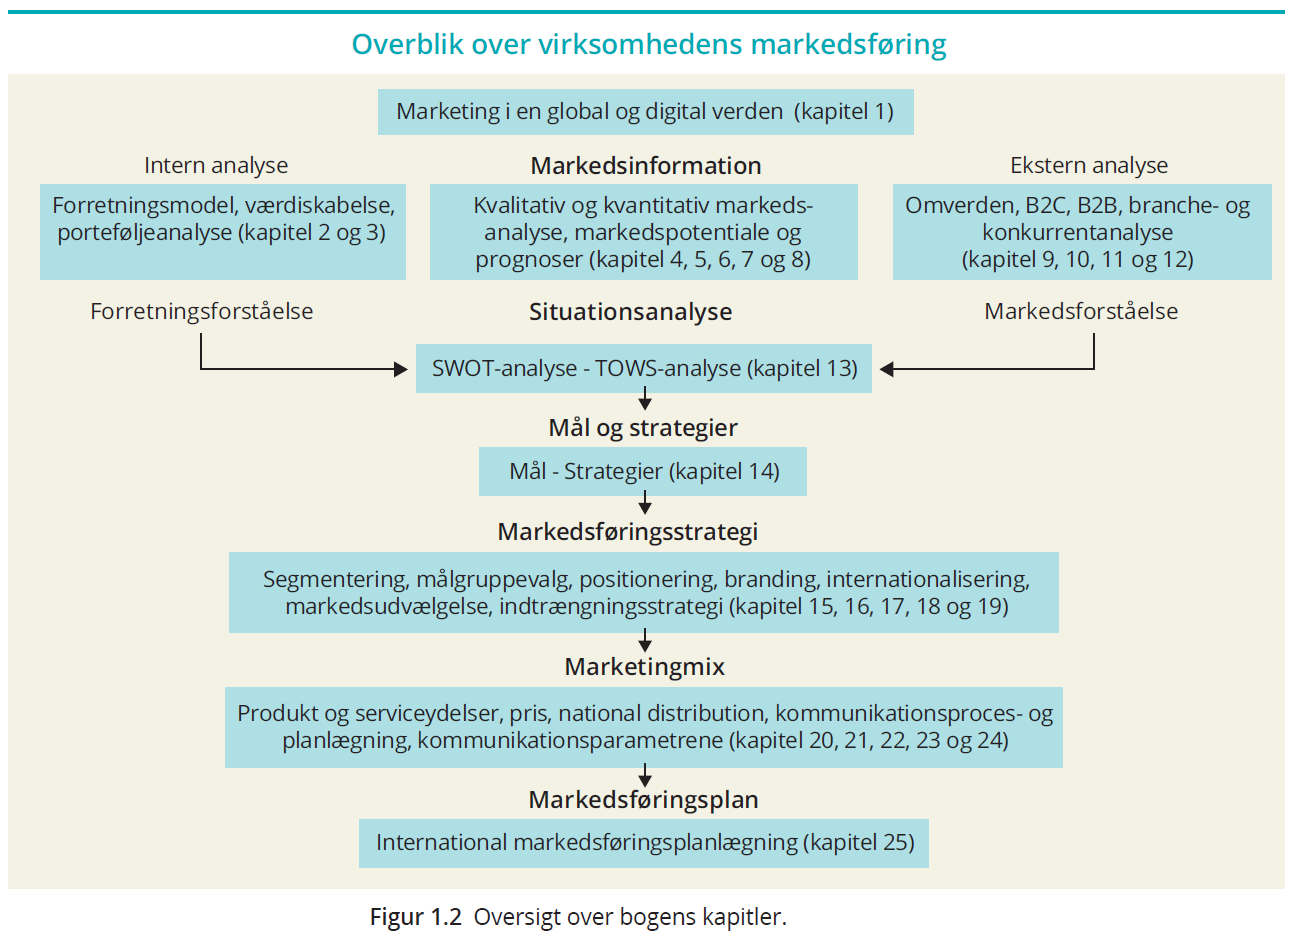 Overblik over virksomhedens markedsføring
Marketing i en global og digital verden (kapitel 1)
Intern analyse
Forretningsmodel, værdiskabelse,
porteføljeanalyse (kapitel 2 og 3)
Markedsinformation
Kvalitativ og kvantitativ markeds-
analyse, markedspotentiale og
prognoser (kapitel 4, 5, 6, 7 og 8)
Ekstern analyse
Omverden, B2C, B2B, branche- og
konkurrentanalyse
(kapitel 9, 10, 11 og 12)
Forretningsforståelse
Situationsanalyse
Markedsforståelse
SWOT-analyse - TOWS-analyse (kapitel 13)
Mål og strategier
Mål - Strategier (kapitel 14)
Markedsføringsstrategi
Segmentering, målgruppevalg, positionering, branding, internationalisering,
markedsudvælgelse, indtrængningsstrategi (kapitel 15, 16, 17, 18 og 19)
Marketingmix
Produkt og serviceydelser, pris, national distribution, kommunikationsproces- og
planlægning, kommunikationsparametrene (kapitel 20, 21, 22, 23 og 24)
Markedsføringsplan
International markedsføringsplanlægning (kapitel 25)
Figur 1.2 Oversigt over bogens kapitler.